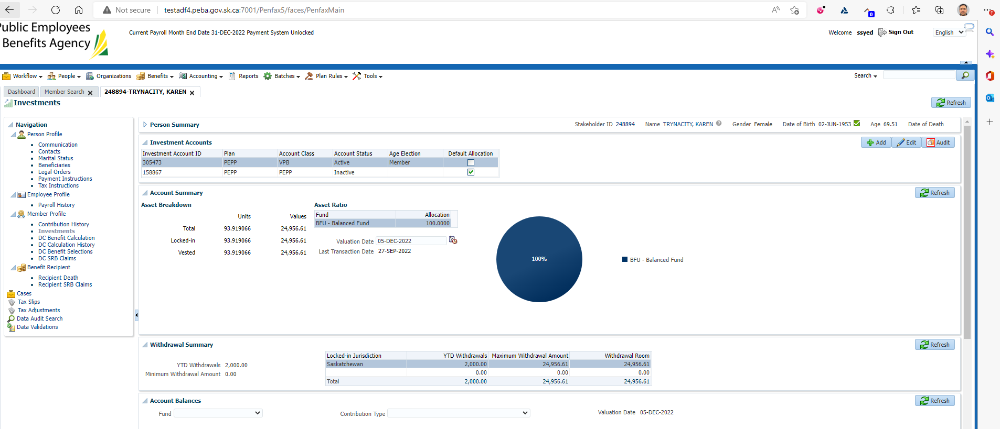 Not secure
testadf4.peba.gov.sk.ca:7001/Penfax5/faces/PenfaxMain
Public Employees
Benefits Agency
Current Payroll Month End Date 31-DEC-2022 Payment System Unlocked
Welcome ssyed Sign Out English
Workflow People Organizations Benefits Accounting Reports Batches Plan Rules Tools Search
Dashboard Member Search 248894-TRYNACITY, KAREN
Investments Refresh
Navigation
Person Profile
Communication
Contacts
Marital Status
Beneficiaries
Legal Orders
Payment Instructions
Tax Instructions
Employee Profile
Payroll History
Member Profile
Contribution History
Investments
DC Benefit Calculation
DC Calculation History
DC Benefit Selections
DC SRB Claims
Benefit Recipient
Recipient Death
Recipient SRB Claims
Cases
Tax Slips
Tax Adjustments
Data Audit Search
Data Validations
Person Summary Stakeholder ID 248894 Name TRYNACITY, KAREN Gender Female Date of Birth 02-JUN-1953 Age 69.51 Date of Death
Investment Accounts Add Edit Audit
Investment Account ID Plan Account Class Account Status Age Election Default Allocation
305473 PEPP VPB Active Member
158867 PEPP PEPP Inactive
Account Summary Refresh
Asset Breakdown
Units Values
Total 93.919066 24,956.61
Locked-in 93.919066 24,956.61
Vested 93.919066 24,956.61
Asset Ratio
Fund Allocation
BFU - Balanced Fund 100.0000
Valuation Date 05-DEC-2022
Last Transaction Date 27-SEP-2022
100%
BFU - Balanced Fund
Withdrawal Summary Refresh
YTD Withdrawals 2,000.00
Minimum Withdrawal Amount 0.00
Locked-in Jurisdiction YTD Withdrawals Maximum Withdrawal Amount Withdrawal Room
Saskatchewan 2,000.00 24,956.61 24,956.61
0.00 0.00 0.00
Total 2,000.00 24,956.61 24,956.61
Account Balances Refresh
Fund Contribution Type Valuation Date 05-DEC-2022
0